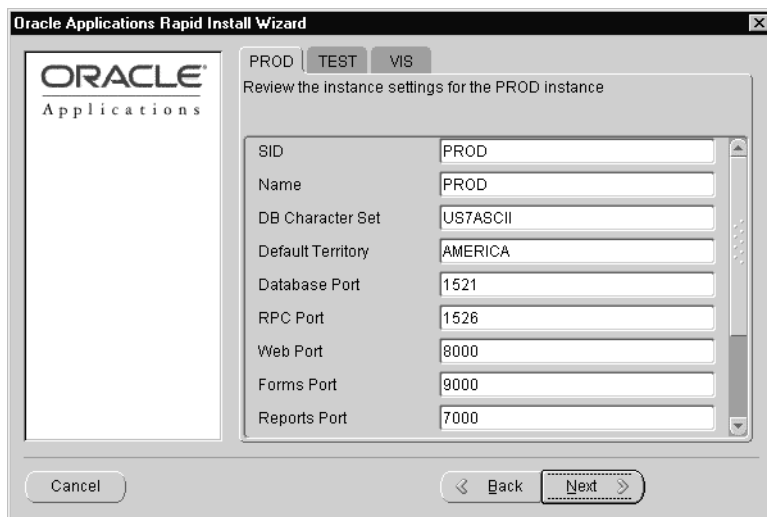 Oracle Applications Rapid Install Wizard
ORACLE®
Applications
PROD TEST VIS
Review the instance settings for the PROD instance
SID PROD
Name PROD
DB Character Set US7ASCII
Default Territory AMERICA
Database Port 1521
RPC Port 1526
Web Port 8000
Forms Port 9000
Reports Port 7000
Cancel Back Next